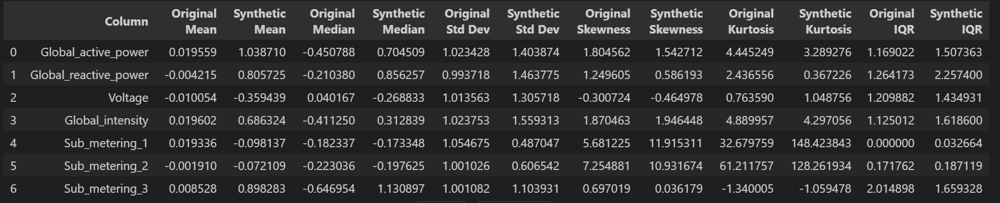 Column Original Mean Synthetic Mean Original Median Synthetic Median Original Std Dev Synthetic Std Dev Original Skewness Synthetic Skewness Original Kurtosis Synthetic Kurtosis Original IQR Synthetic IQR
0 Global_active_power 0.019559 1.038710 -0.450788 0.704509 1.023428 1.403874 1.804562 1.542712 4.445249 3.289276 1.169022 1.507363
1 Global_reactive_power -0.004215 0.805725 -0.210380 0.856257 0.993718 1.463775 1.249605 0.586193 2.436556 0.367226 1.264173 2.257400
2 Voltage -0.010054 -0.359439 0.040167 -0.268833 1.013563 1.305718 -0.300724 -0.464978 0.763590 1.048756 1.209882 1.434931
3 Global_intensity 0.019602 0.686324 -0.411250 0.312839 1.023753 1.559313 1.870463 1.946448 4.889957 4.297056 1.125012 1.618600
4 Sub_metering_1 0.019336 -0.098137 -0.182337 -0.173348 1.054675 0.487047 5.681225 11.915311 32.679759 148.423843 0.000000 0.032664
5 Sub_metering_2 -0.001910 -0.072109 -0.223036 -0.197625 1.001026 0.606542 7.254881 10.931674 61.211757 128.261934 0.171762 0.187119
6 Sub_metering_3 0.008528 0.898283 -0.646954 1.130897 1.001082 1.103931 0.697019 0.036179 -1.340005 -1.059478 2.014898 1.659328